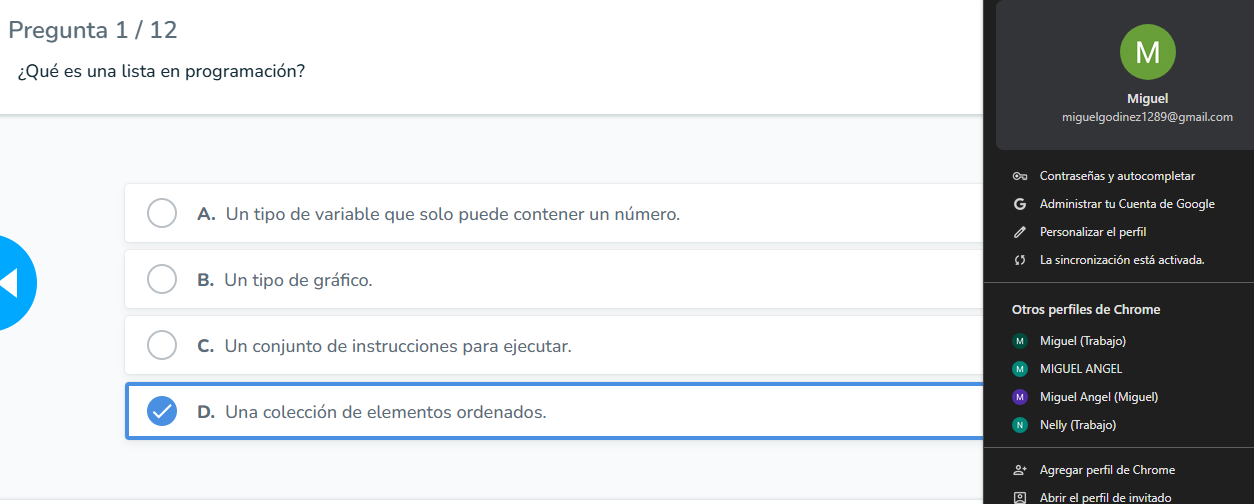 Pregunta 1 / 12
¿Qué es una lista en programación?
A. Un tipo de variable que solo puede contener un número.
B. Un tipo de gráfico.
C. Un conjunto de instrucciones para ejecutar.
D. Una colección de elementos ordenados.
M
Miguel
miguelgodinez1289@gmail.com
Contraseñas y autocompletar
G Administrar tu Cuenta de Google
Personalizar el perfil
La sincronización está activada.
Otros perfiles de Chrome
M Miguel (Trabajo)
M MIGUEL ANGEL
M Miguel Angel (Miguel)
N Nelly (Trabajo)
Agregar perfil de Chrome
Abrir el perfil de invitado